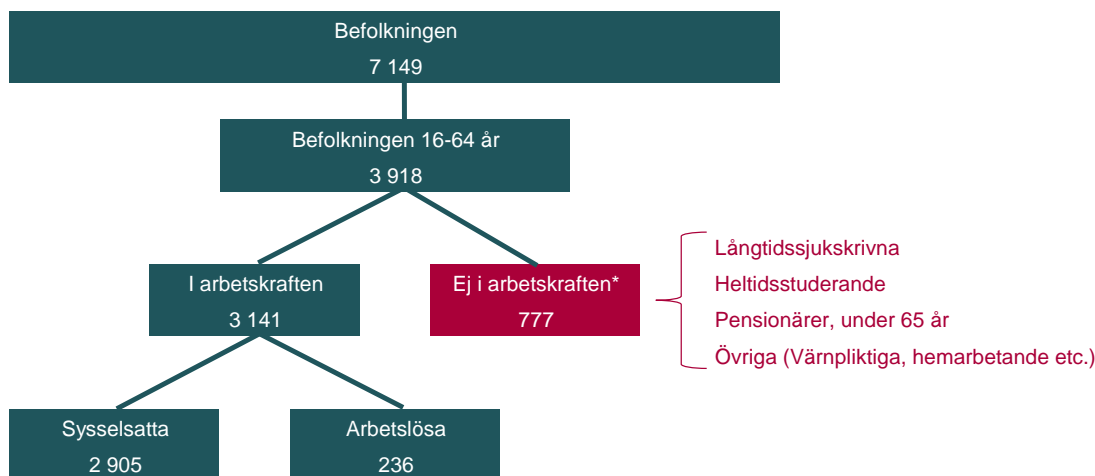 Befolkningen
7 149
Befolkningen 16-64 år
3 918
I arbetskraften
3 141
Ej i arbetskraften*
777
Långtidssjukskrivna
Heltidsstuderande
Pensionärer, under 65 år
Övriga (Värnpliktiga, hemarbetande etc.)
Sysselsatta
2 905
Arbetslösa
236